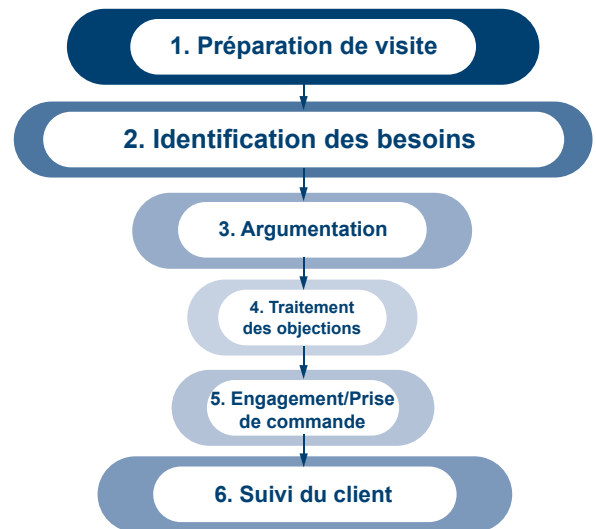 1. Préparation de visite
2. Identification des besoins
3. Argumentation
4. Traitement
des objections
5. Engagement/Prise
de commande
6. Suivi du client